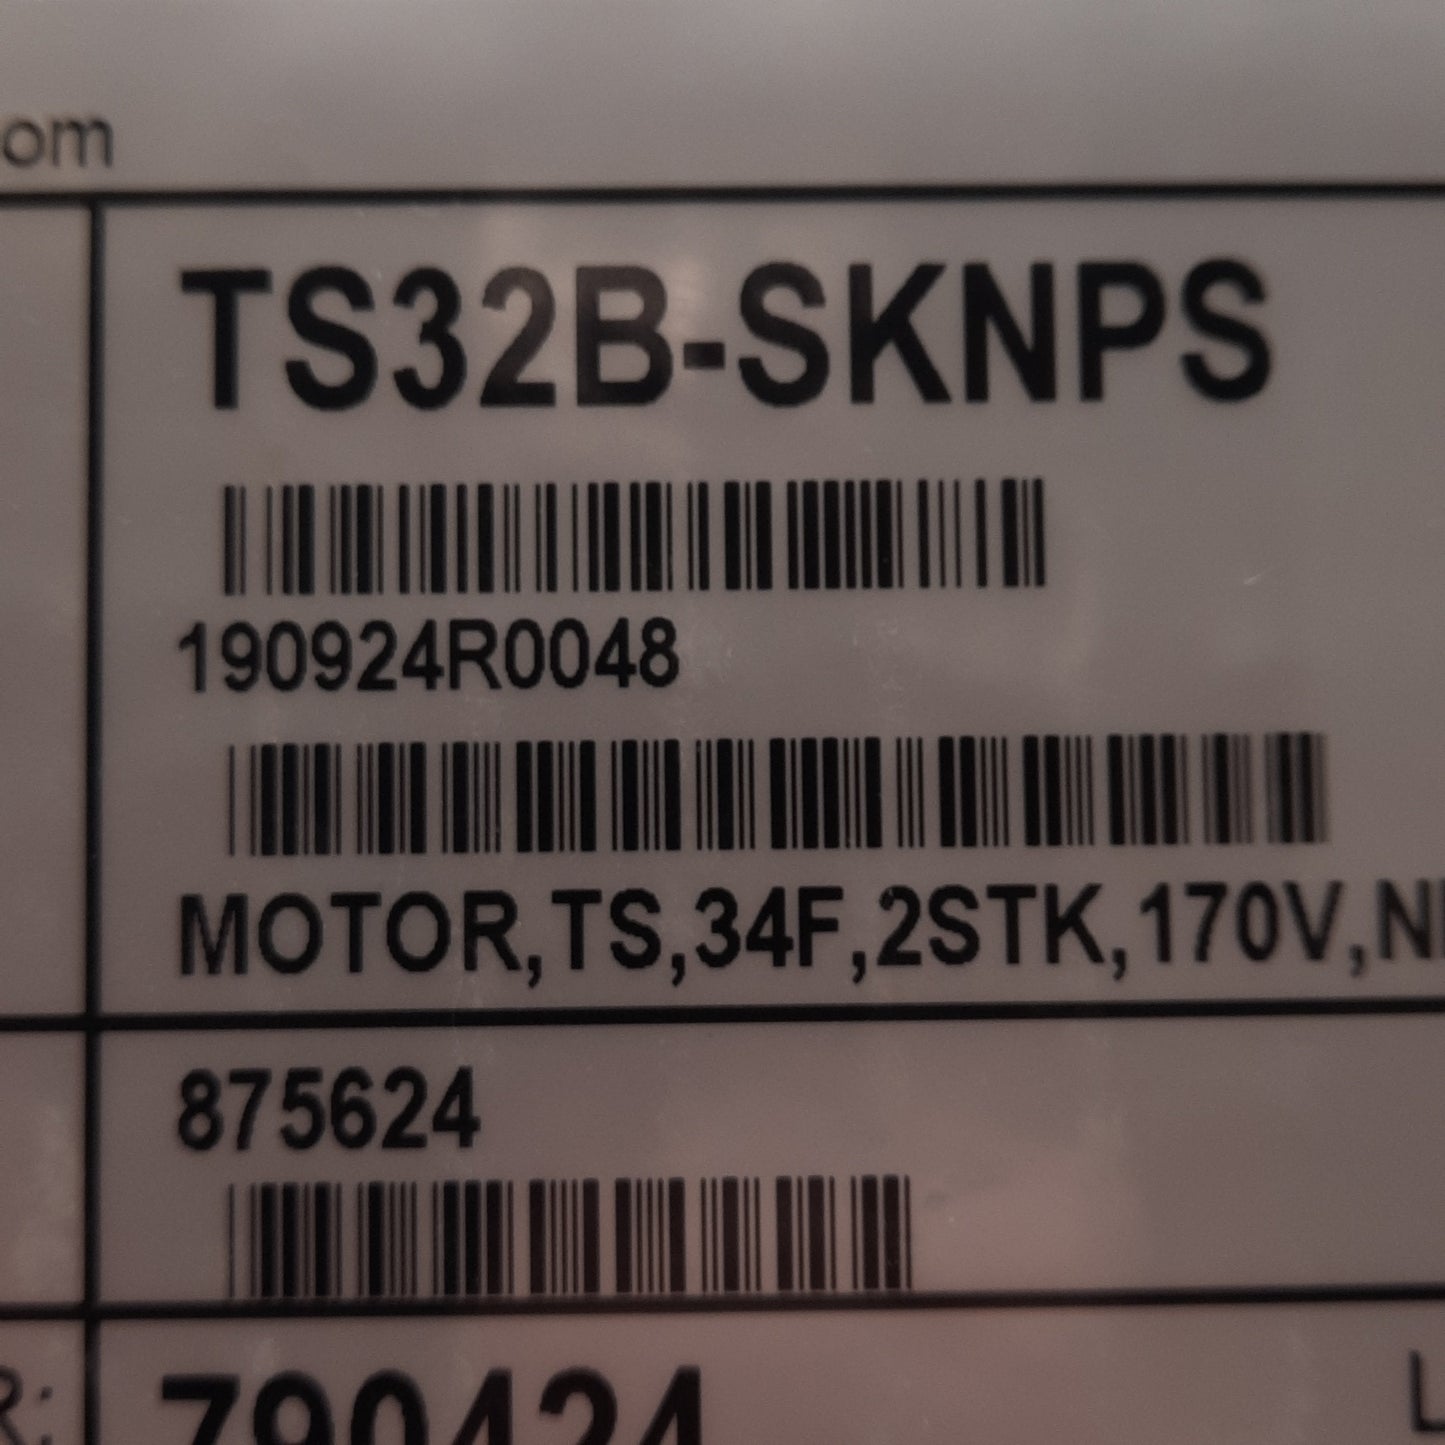 om
TS32B-SKNPS
190924R0048
MOTOR,TS,34F,2STK,170V,N
875624
R:
790424
L